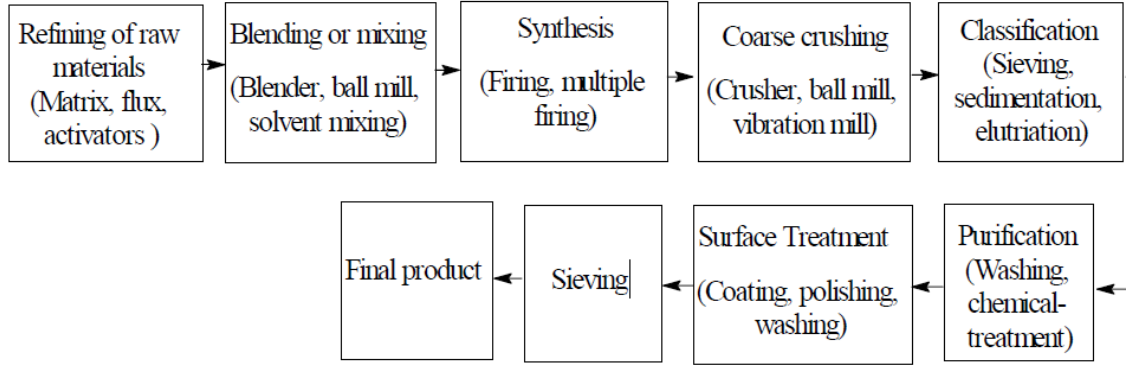 Refining of raw
materials
(Matrix, flux,
activators )
Blending or mixing
(Blender, ball mill,
solvent mixing)
Synthesis
(Firing, multiple
firing)
Coarse crushing
(Crusher, ball mill,
vibration mill)
Classification
(Sieving,
sedimentation,
elutriation)
Purification
(Washing,
chemical-
treatment)
Surface Treatment
(Coating, polishing,
washing)
Sieving
Final product